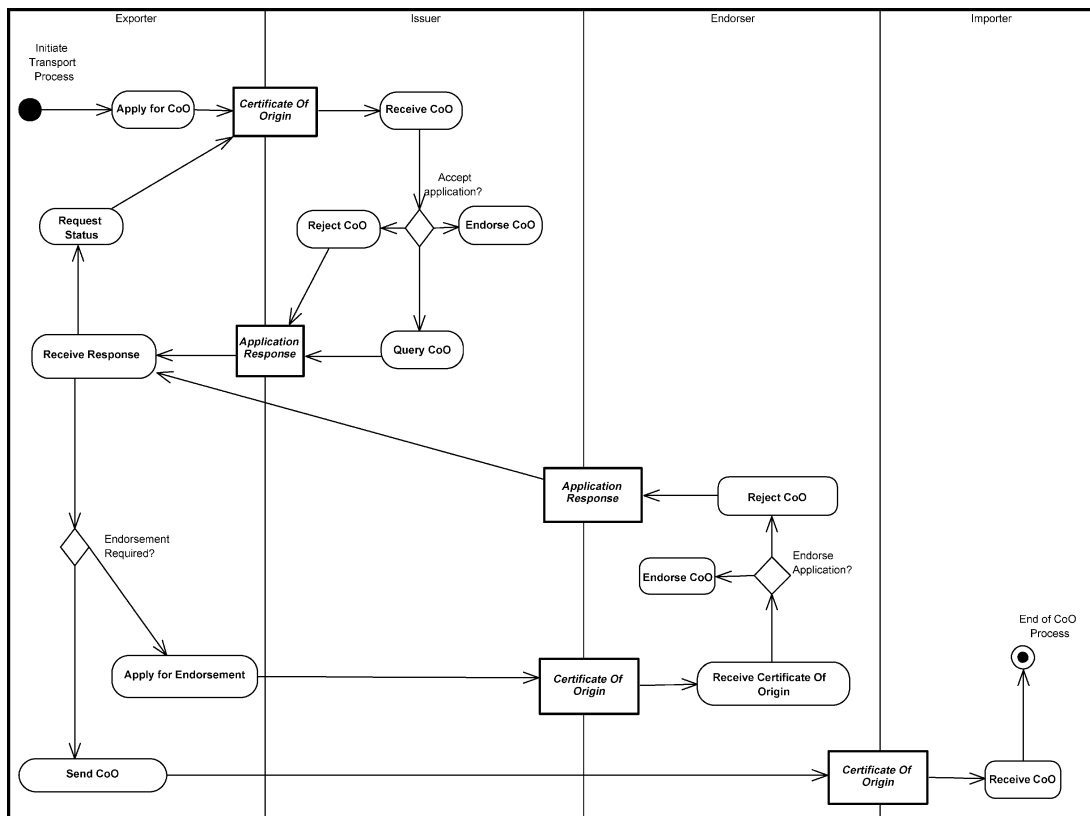 Exporter
Issuer
Endorser
Importer
Initiate
Transport
Process
Apply for CoO
Certificate Of
Origin
Receive CoO
Accept
application?
Request
Status
Reject CoO
Endorse CoO
Receive Response
Application
Response
Query CoO
Application
Response
Reject CoO
Endorsement
Required?
Endorse CoO
Endorse
Application?
End of CoO
Process
Apply for Endorsement
Certificate Of
Origin
Receive Certificate Of
Origin
Send CoO
Certificate Of
Origin
Receive CoO